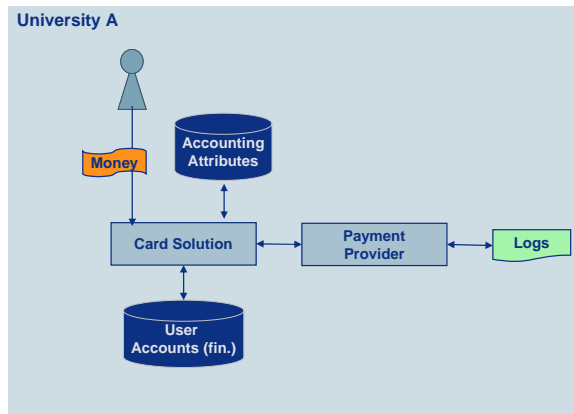 University A
Accounting
Attributes
Money
Card Solution
Payment
Provider
Logs
User
Accounts (fin.)